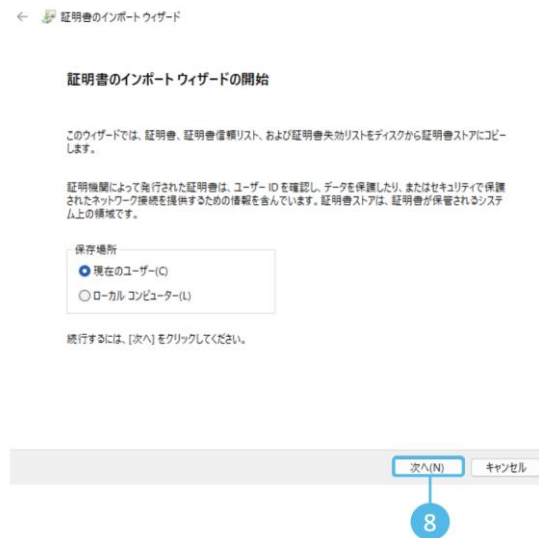 証明書のインポート ウィザード
証明書のインポート ウィザードの開始
このウィザードでは、証明書、証明書信頼リスト、および証明書失効リストをディスクから証明書ストアにコピー
します。
証明機関によって発行された証明書は、ユーザー ID を確認し、データを保護したり、またはセキュリティで保護
されたネットワーク接続を提供するための情報を含んでいます。証明書ストアは、証明書が保管されるシステ
ム上の領域です。
保存場所
現在のユーザー(C)
ローカル コンピューター(L)
続行するには、[次へ] をクリックしてください。
次へ(N) キャンセル
8